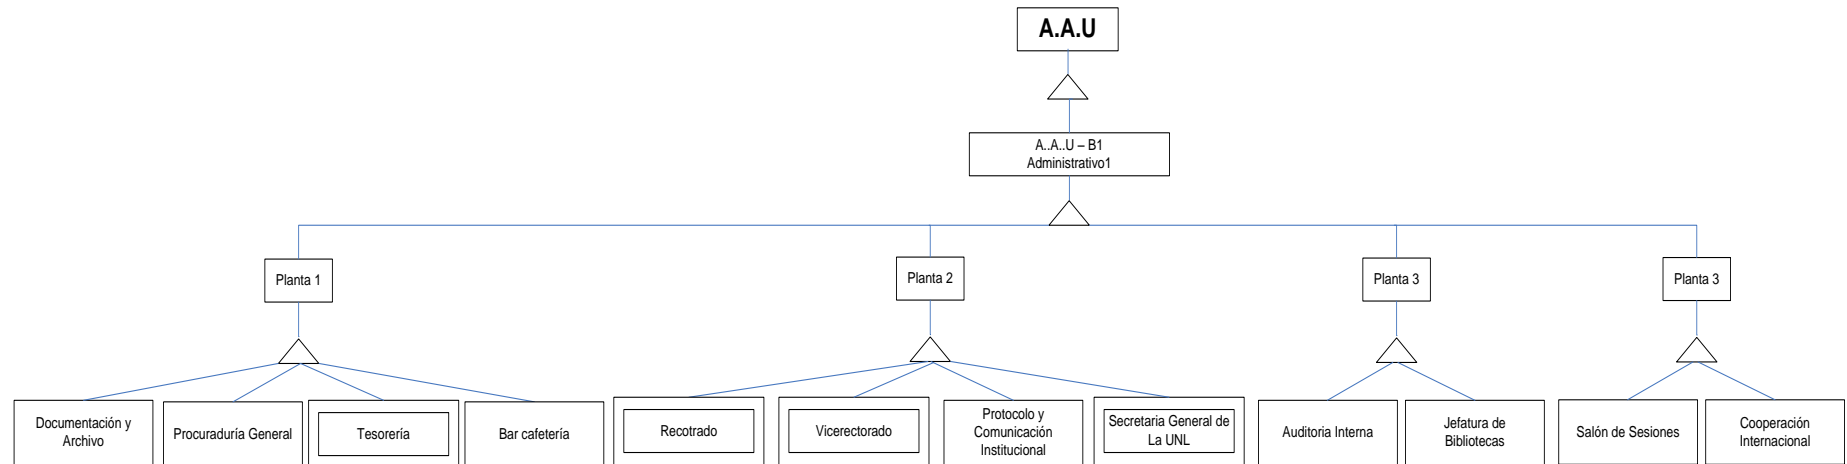 A.A.U
A..A..U – B1
Administrativo1
Planta 1
Planta 2
Planta 3
Planta 3
Documentación y
Archivo
Procuraduría General
Tesorería
Bar cafetería
Recotrado
Vicerectorado
Protocolo y
Comunicación
Institucional
Secretaria General de
La UNL
Auditoria Interna
Jefatura de
Bibliotecas
Salón de Sesiones
Cooperación
Internacional